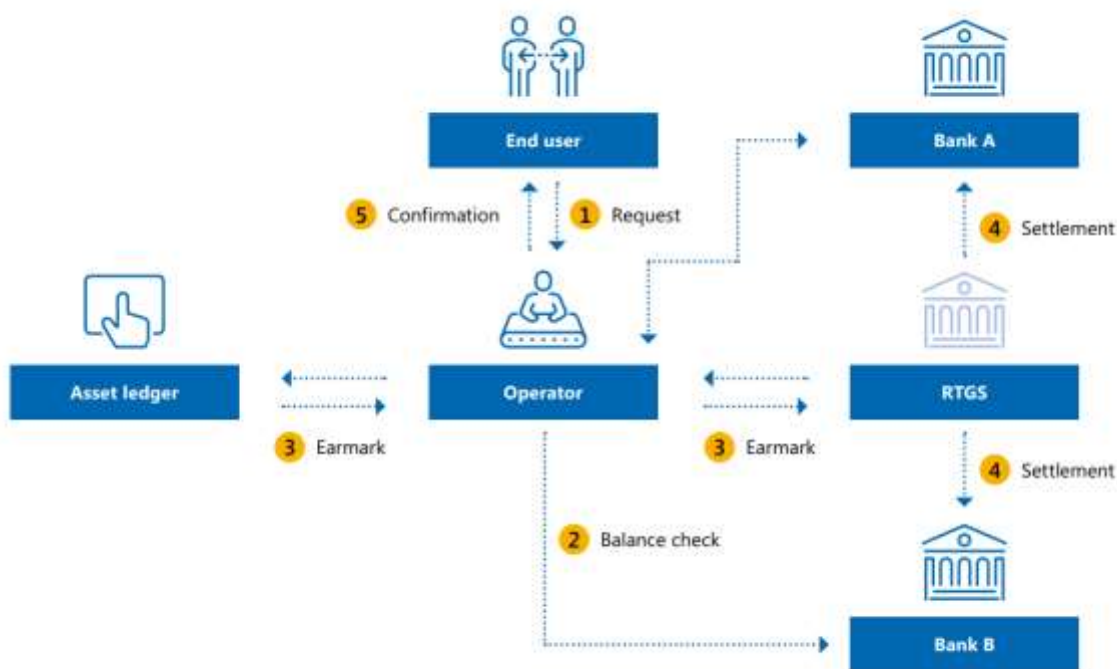 End user
Bank A
5 Confirmation
1 Request
4 Settlement
Asset ledger
Operator
RTGS
3 Earmark
3 Earmark
4 Settlement
2 Balance check
Bank B